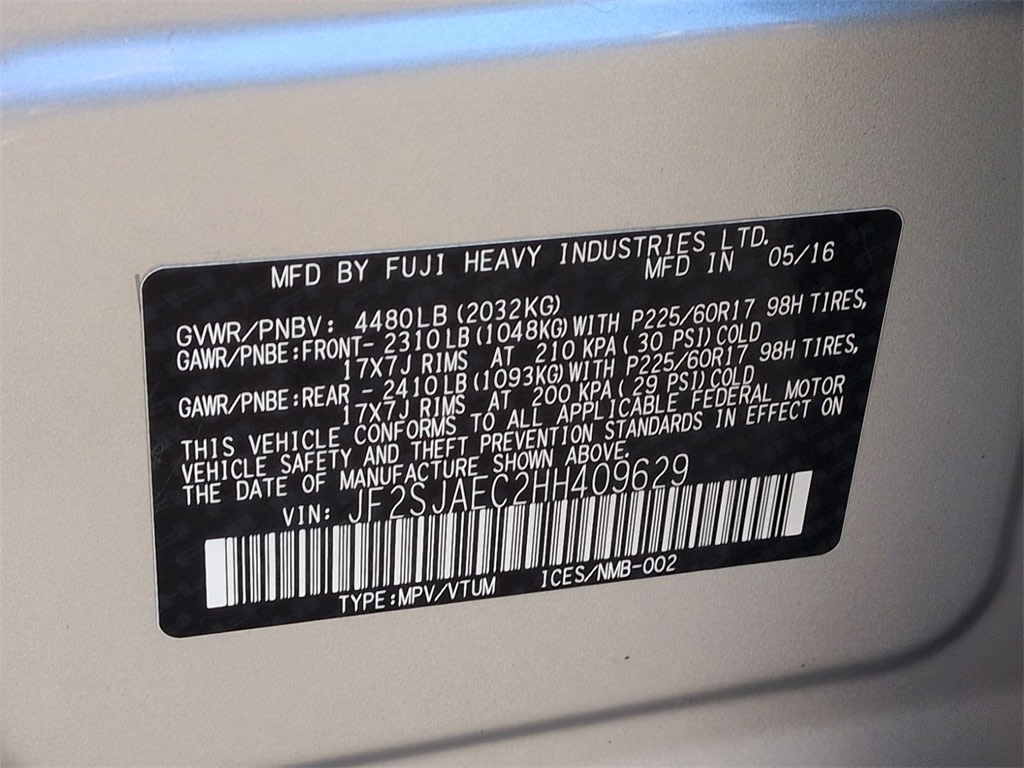 MFD BY FUJI HEAVY INDUSTRIES LTD.
MFD IN 05/16
GVWR/PNBV: 4480LB (2032KG)
GAWR/PNBE:FRONT- 2310LB (1048KG) WITH P225/60R17 98H TIRES,
17X7J RIMS AT 210 KPA ( 30 PSI) COLD
GAWR/PNBE:REAR - 2410LB (1093KG) WITH P225/60R17 98H TIRES,
17X7J RIMS AT 200 KPA ( 29 PSI) COLD
THIS VEHICLE CONFORMS TO ALL APPLICABLE FEDERAL MOTOR
VEHICLE SAFETY AND THEFT PREVENTION STANDARDS IN EFFECT ON
THE DATE OF MANUFACTURE SHOWN ABOVE.
VIN: JF2SJAEC2HH409629
TYPE:MPV/VTUM ICES/NMB-002